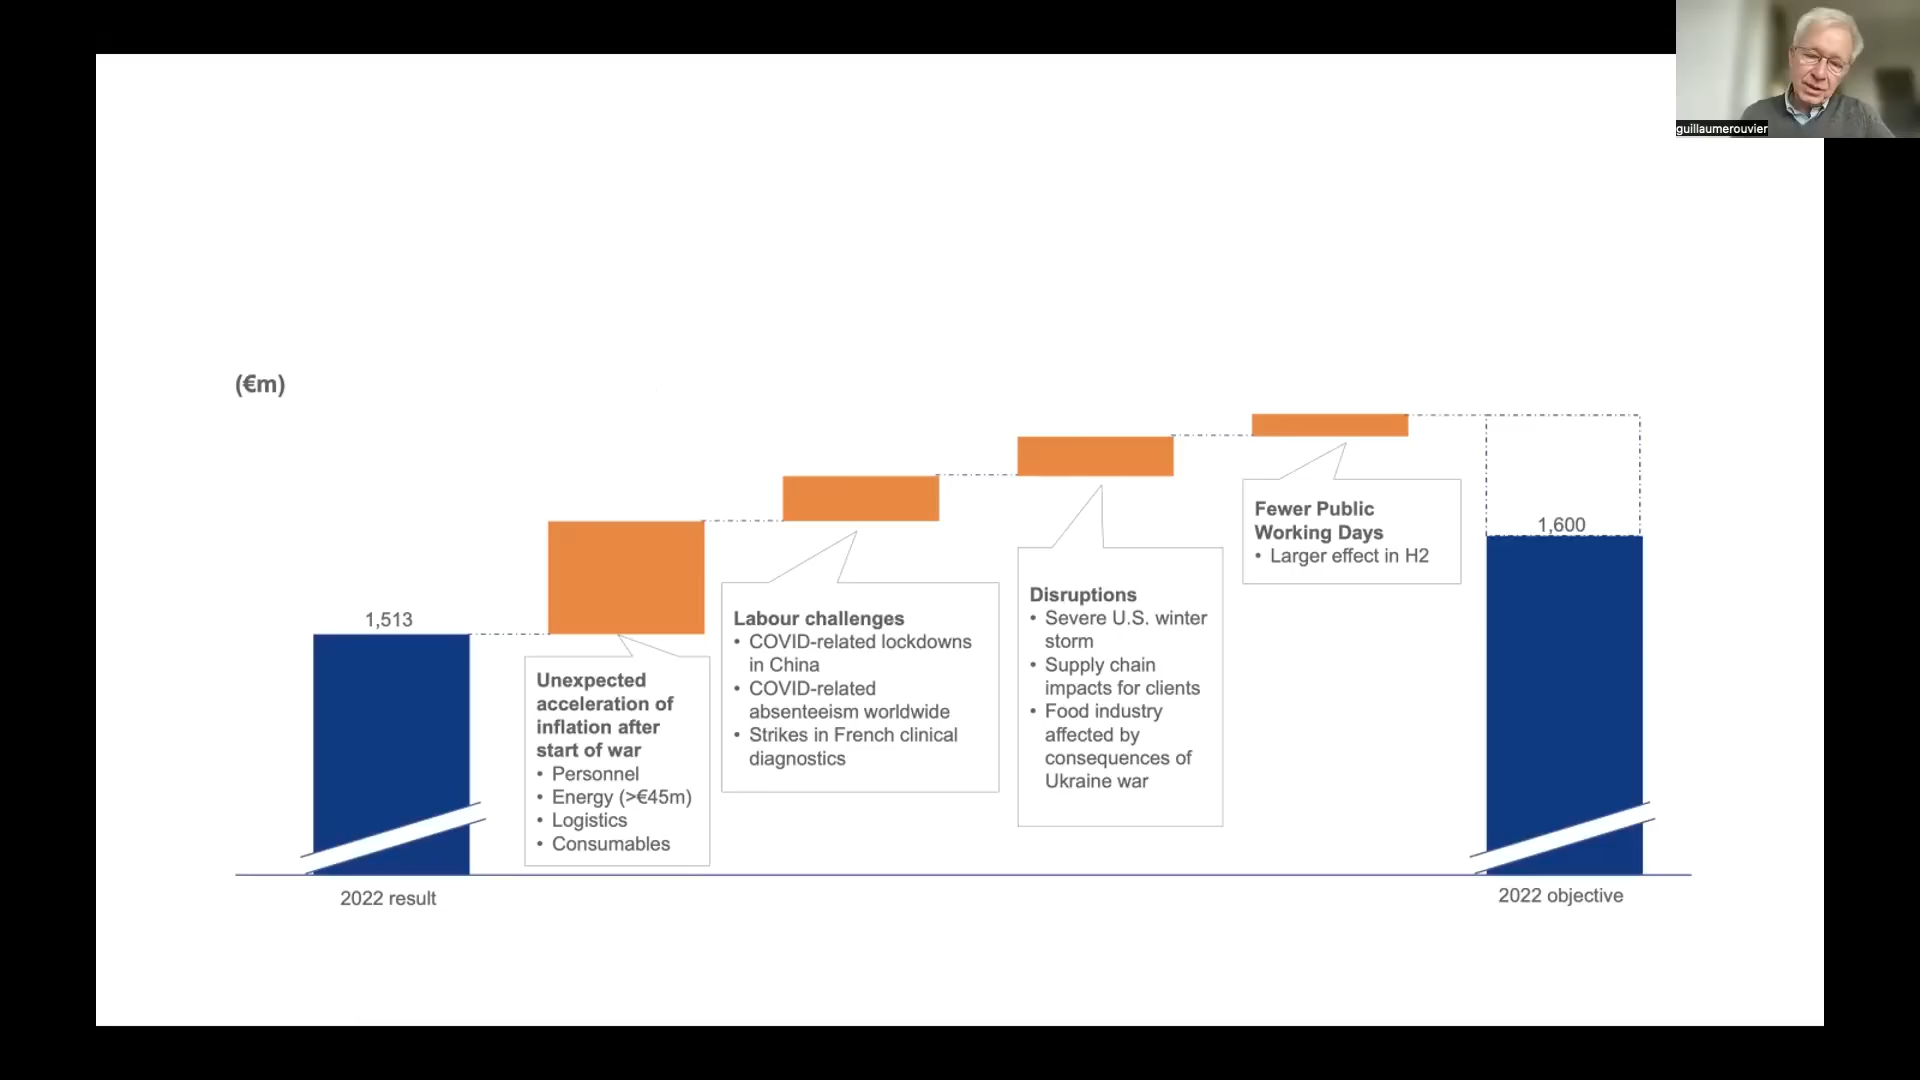 guillaumerouvier
(€m)
1,513
2022 result
Unexpected
acceleration of
inflation after
start of war
• Personnel
• Energy (>€45m)
• Logistics
• Consumables
Labour challenges
• COVID-related lockdowns
in China
• COVID-related
absenteeism worldwide
• Strikes in French clinical
diagnostics
Disruptions
• Severe U.S. winter
storm
• Supply chain
impacts for clients
• Food industry
affected by
consequences of
Ukraine war
Fewer Public
Working Days
• Larger effect in H2
1,600
2022 objective